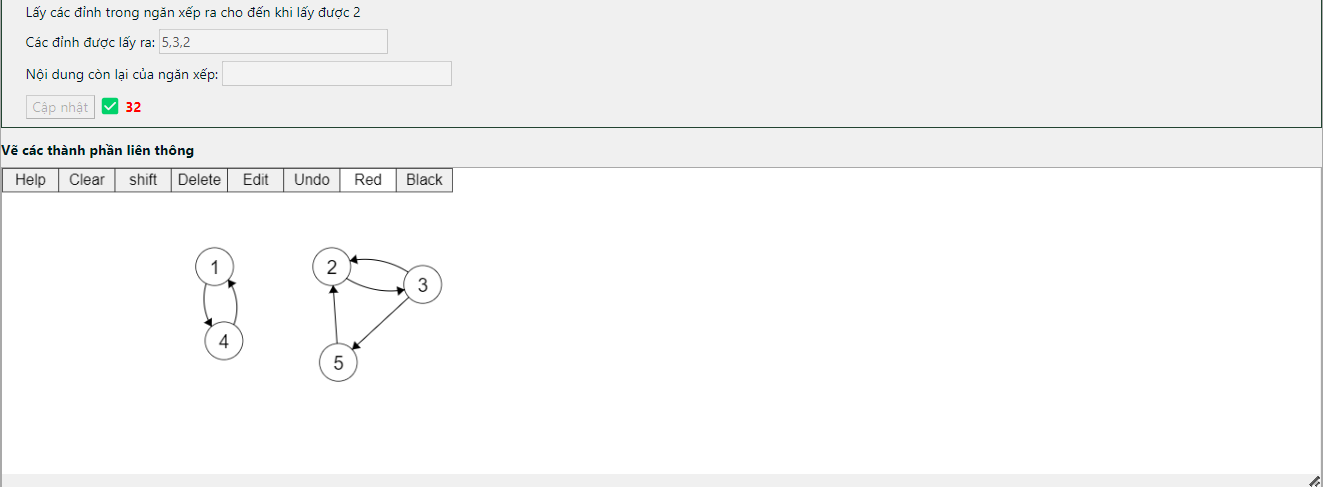 Lấy các đỉnh trong ngăn xếp ra cho đến khi lấy được 2
Các đỉnh được lấy ra: 5,3,2
Nội dung còn lại của ngăn xếp:
Cập nhật 32
Vẽ các thành phần liên thông
Help Clear shift Delete Edit Undo Red Black
1 2
3
4
5